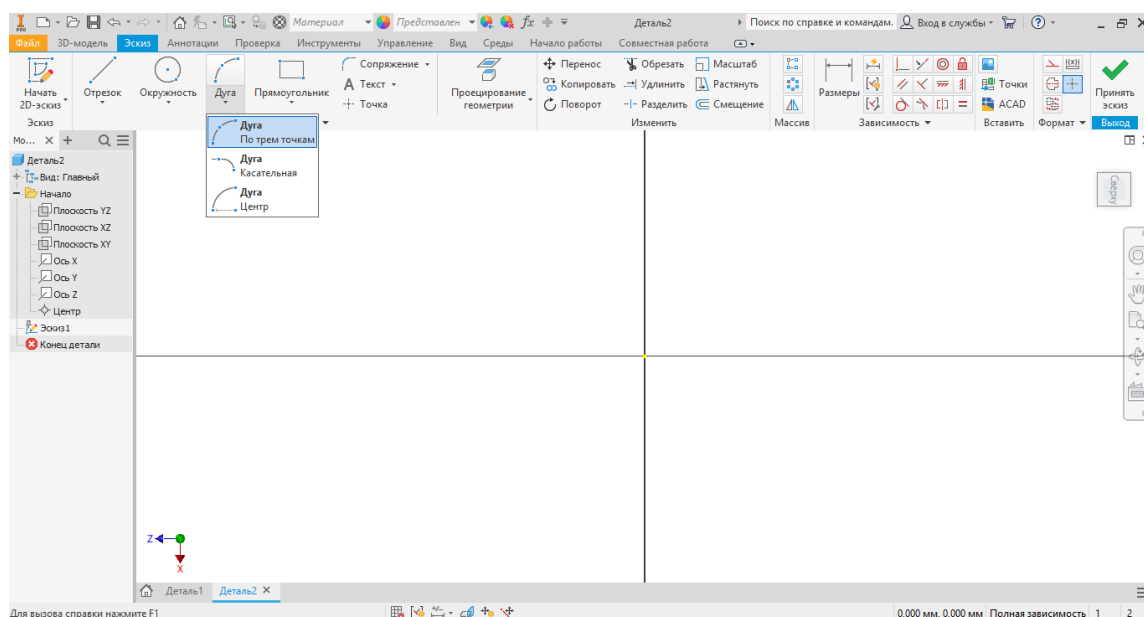 PRO Материал Представлен fx Деталь2 Поиск по справке и командам. Вход в службы
Файл 3D-модель Эскиз Аннотации Проверка Инструменты Управление Вид Среды Начало работы Совместная работа
Начать 2D-эскиз
Отрезок
Окружность
Дуга
Прямоугольник
Сопряжение
Текст
Точка
Проецирование геометрии
Перенос
Копировать
Поворот
Обрезать
Удлинить
Разделить
Масштаб
Растянуть
Смещение
Размеры
Точки
ACAD
Принять эскиз
Эскиз Изменить Массив Зависимость Вставить Формат Выход
Дуга
По трем точкам
Дуга
Касательная
Дуга
Центр
Мо...
Деталь2
Вид: Главный
Начало
Плоскость YZ
Плоскость XZ
Плоскость XY
Ось X
Ось Y
Ось Z
Центр
Эскиз1
Конец детали
Сверху
Z
X
Деталь1 Деталь2
Для вызова справки нажмите F1 0.000 мм, 0.000 мм Полная зависимость 1 2